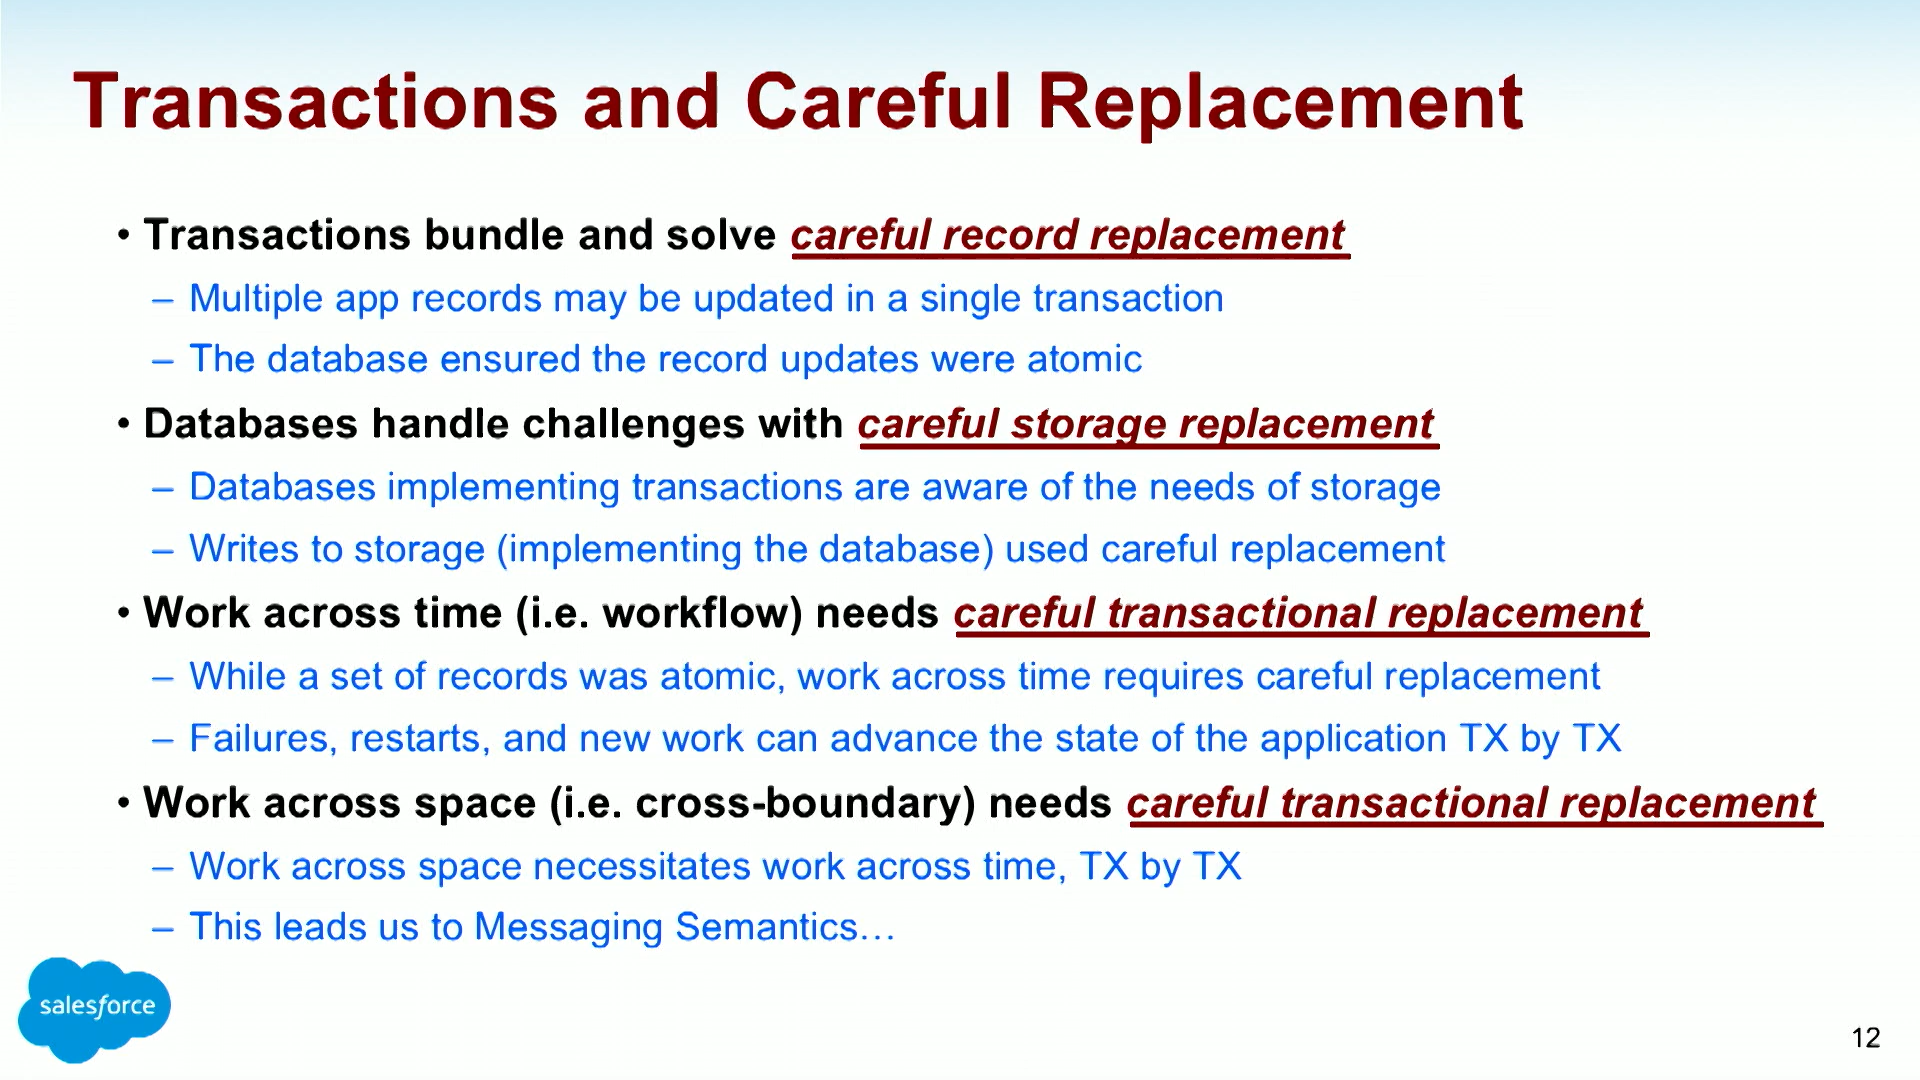 Transactions and Careful Replacement
• Transactions bundle and solve careful record replacement
– Multiple app records may be updated in a single transaction
– The database ensured the record updates were atomic
• Databases handle challenges with careful storage replacement
– Databases implementing transactions are aware of the needs of storage
– Writes to storage (implementing the database) used careful replacement
• Work across time (i.e. workflow) needs careful transactional replacement
– While a set of records was atomic, work across time requires careful replacement
– Failures, restarts, and new work can advance the state of the application TX by TX
• Work across space (i.e. cross-boundary) needs careful transactional replacement
– Work across space necessitates work across time, TX by TX
– This leads us to Messaging Semantics…
salesforce
12